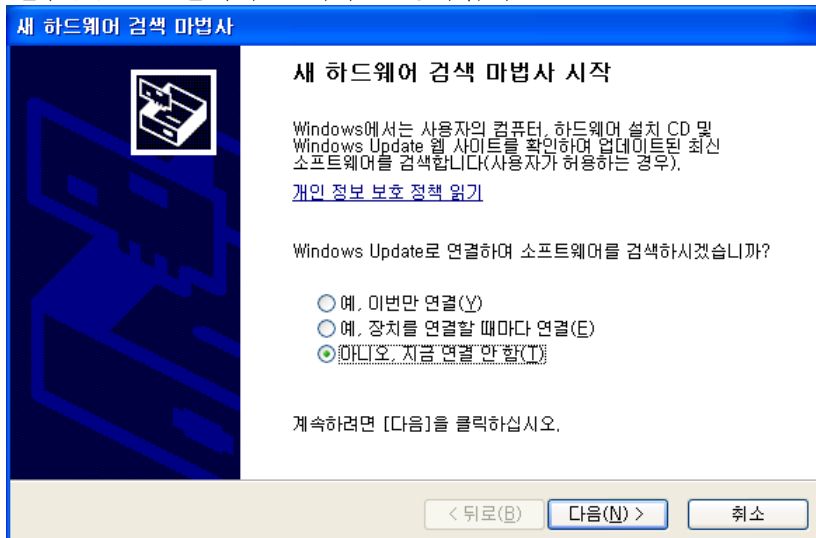 새 하드웨어 검색 마법사
새 하드웨어 검색 마법사 시작
Windows에서는 사용자의 컴퓨터, 하드웨어 설치 CD 및
Windows Update 웹 사이트를 확인하여 업데이트된 최신
소프트웨어를 검색합니다(사용자가 허용하는 경우).
개인 정보 보호 정책 읽기
Windows Update로 연결하여 소프트웨어를 검색하시겠습니까?
예, 이번만 연결(Y)
예, 장치를 연결할 때마다 연결(E)
아니오, 지금 연결 안 함(T)
계속하려면 [다음]을 클릭하십시오.
< 뒤로(B) 다음(N) > 취소